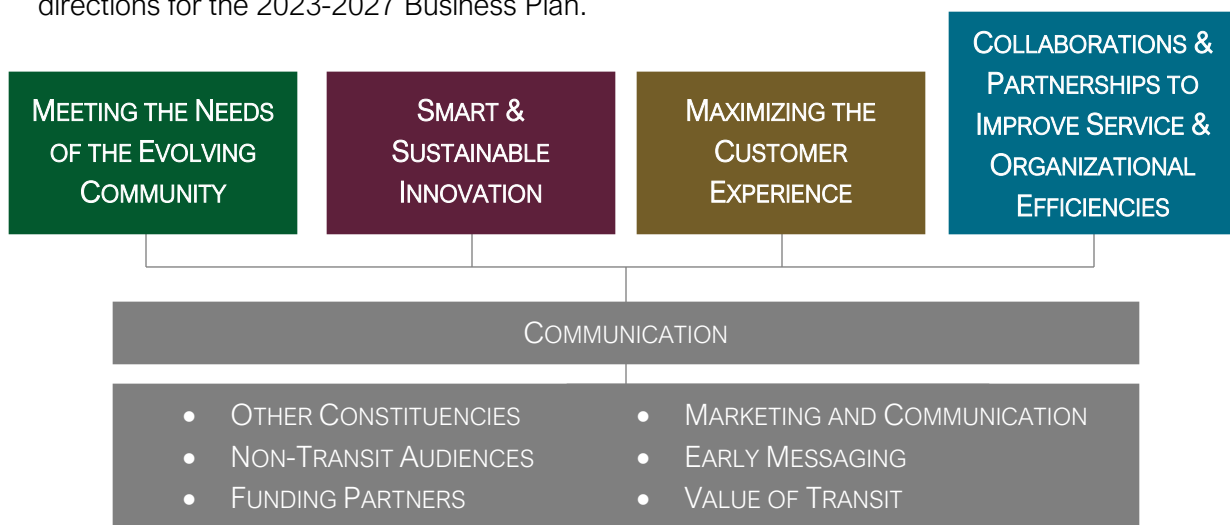 directions for the 2023-2027 Business Plan.
MEETING THE NEEDS
OF THE EVOLVING
COMMUNITY
SMART &
SUSTAINABLE
INNOVATION
MAXIMIZING THE
CUSTOMER
EXPERIENCE
COLLABORATIONS &
PARTNERSHIPS TO
IMPROVE SERVICE &
ORGANIZATIONAL
EFFICIENCIES
COMMUNICATION
• OTHER CONSTITUENCIES
• NON-TRANSIT AUDIENCES
• FUNDING PARTNERS
• MARKETING AND COMMUNICATION
• EARLY MESSAGING
• VALUE OF TRANSIT